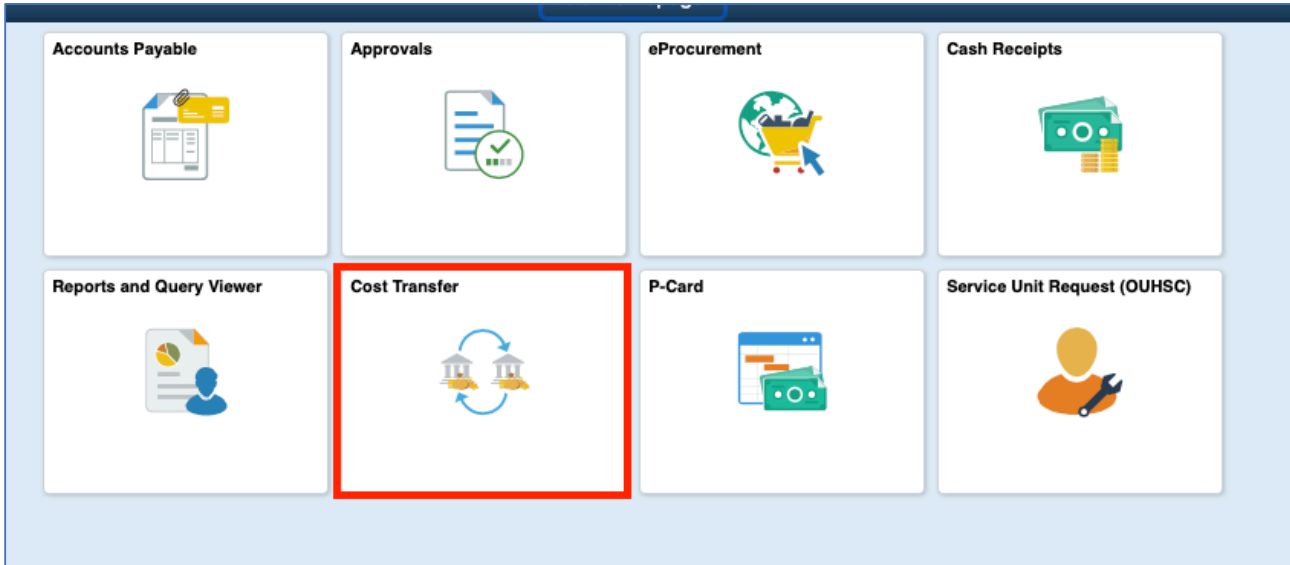 Accounts Payable
Approvals
eProcurement
Cash Receipts
Reports and Query Viewer
Cost Transfer
P-Card
Service Unit Request (OUHSC)